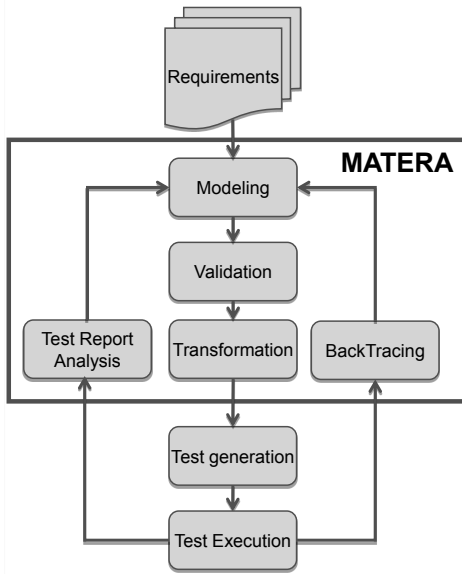 Requirements
MATERA
Modeling
Validation
Test Report
Analysis
Transformation
BackTracing
Test generation
Test Execution